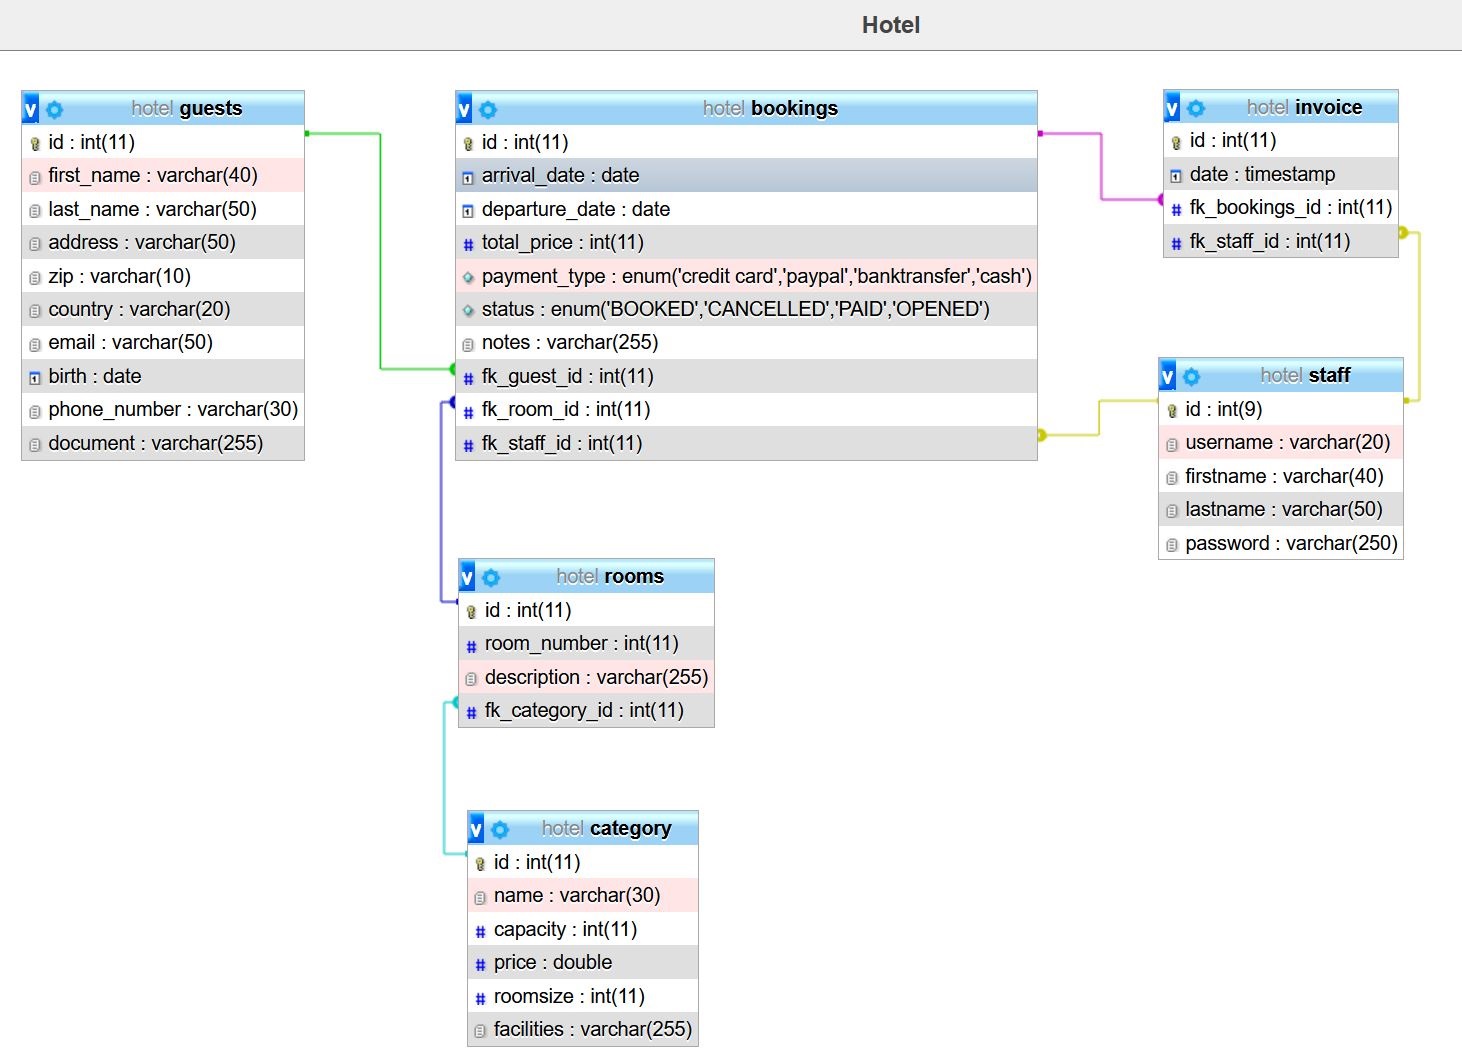 Hotel
v hotel guests
id : int(11)
first_name : varchar(40)
last_name : varchar(50)
address : varchar(50)
zip : varchar(10)
country : varchar(20)
email : varchar(50)
birth : date
phone_number : varchar(30)
document : varchar(255)
v hotel bookings
id : int(11)
arrival_date : date
departure_date : date
# total_price : int(11)
payment_type : enum('credit card','paypal','banktransfer','cash')
status : enum('BOOKED','CANCELLED','PAID','OPENED')
notes : varchar(255)
# fk_guest_id : int(11)
# fk_room_id : int(11)
# fk_staff_id : int(11)
v hotel invoice
id : int(11)
date : timestamp
# fk_bookings_id : int(11)
# fk_staff_id : int(11)
v hotel staff
id : int(9)
username : varchar(20)
firstname : varchar(40)
lastname : varchar(50)
password : varchar(250)
v hotel rooms
id : int(11)
# room_number : int(11)
description : varchar(255)
# fk_category_id : int(11)
v hotel category
id : int(11)
name : varchar(30)
# capacity : int(11)
# price : double
# roomsize : int(11)
facilities : varchar(255)